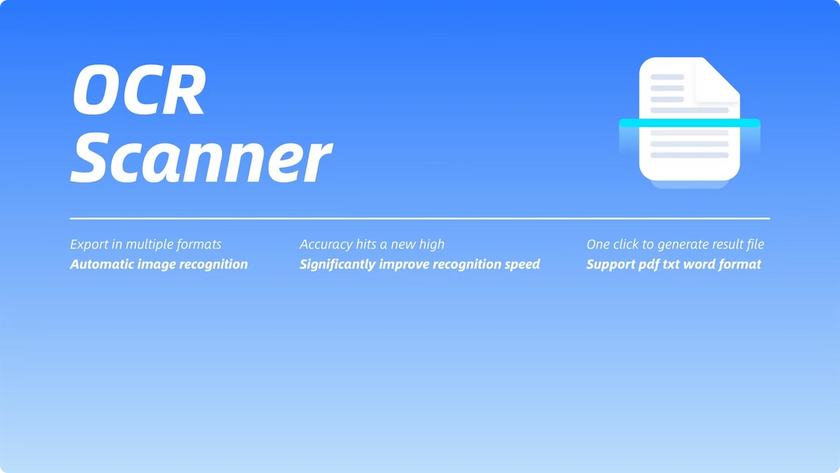 OCR
Scanner
Export in multiple formats
Automatic image recognition
Accuracy hits a new high
Significantly improve recognition speed
One click to generate result file
Support pdf txt word format